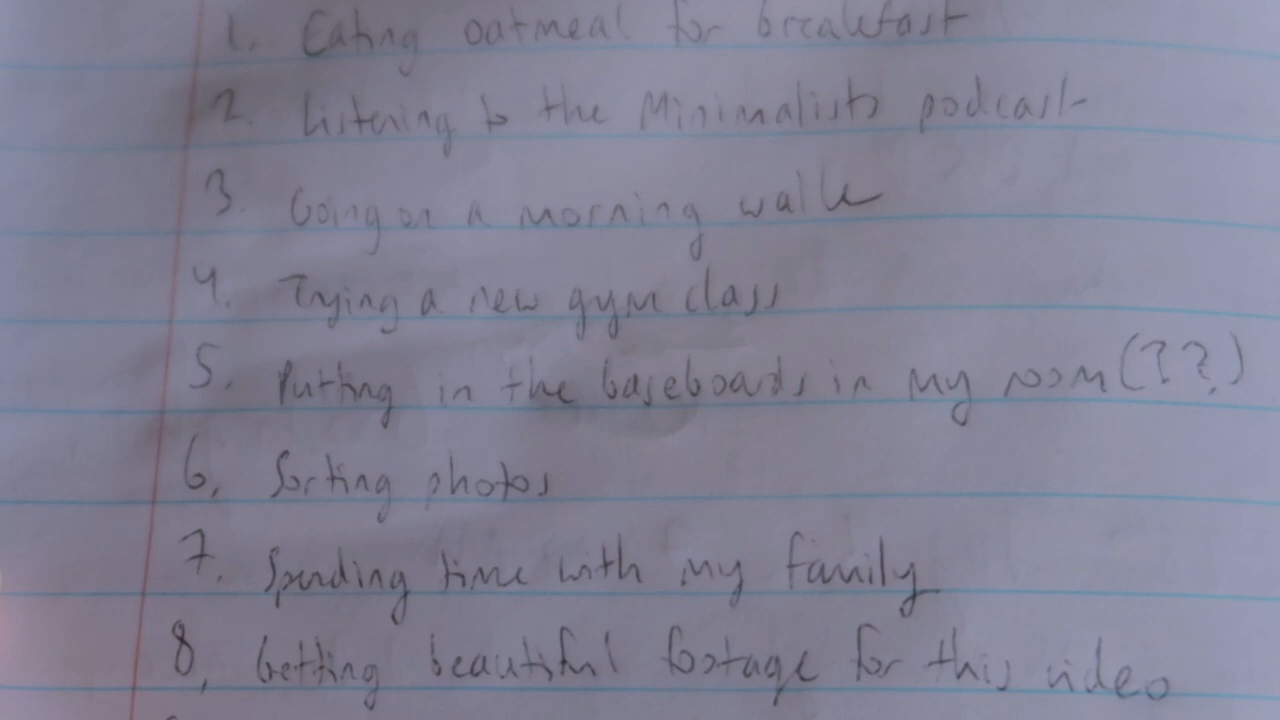 1. Eating oatmeal for breakfast
2. Listening to the Minimalists podcast
3. Going on a morning walk
4. Trying a new gym class
5. Putting in the baseboards in my room (??)
6. Sorting photos
7. Spending time with my family
8. Getting beautiful footage for this video